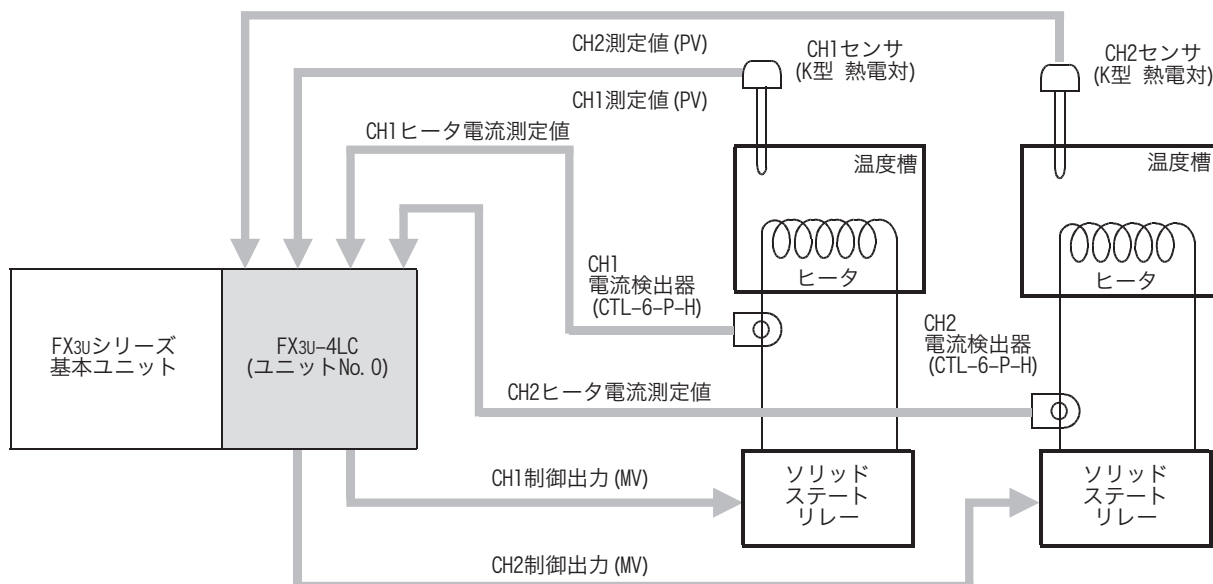 CH2測定値(PV)
CH1センサ
(K型 熱電対)
CH2センサ
(K型 熱電対)
CH1測定値(PV)
CH1ヒータ電流測定値
温度槽
温度槽
ヒータ
ヒータ
CH1
電流検出器
(CTL-6-P-H)
CH2
電流検出器
(CTL-6-P-H)
FX3Uシリーズ
基本ユニット
FX3U-4LC
(ユニットNo.0)
CH2ヒータ電流測定値
CH1制御出力(MV)
ソリッド
ステート
リレー
ソリッド
ステート
リレー
CH2制御出力(MV)